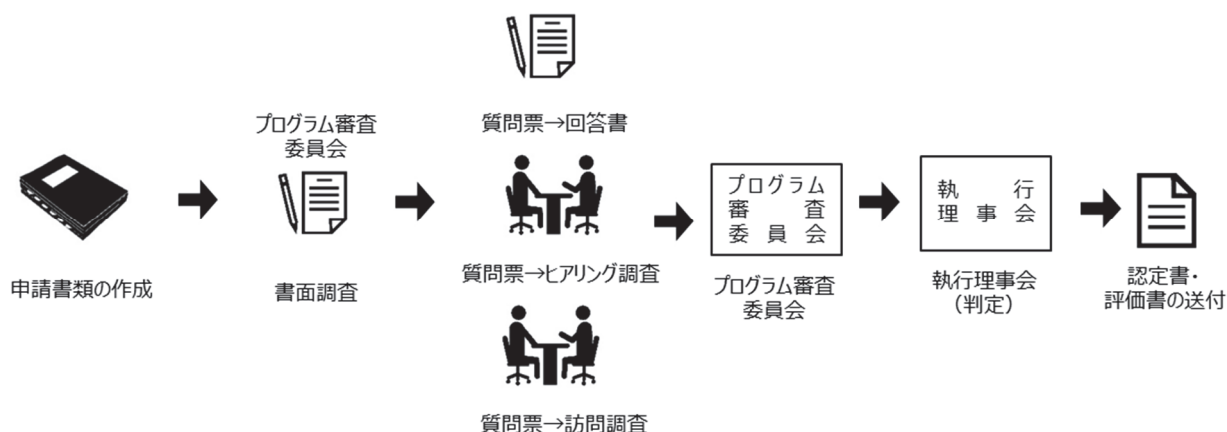 申請書類の作成
プログラム審査
委員会
書面調査
質問票→回答書
質問票→ヒアリング調査
質問票→訪問調査
プログラム
審査
委員会
プログラム審査
委員会
執行
理事会
執行理事会
（判定）
認定書・
評価書の送付